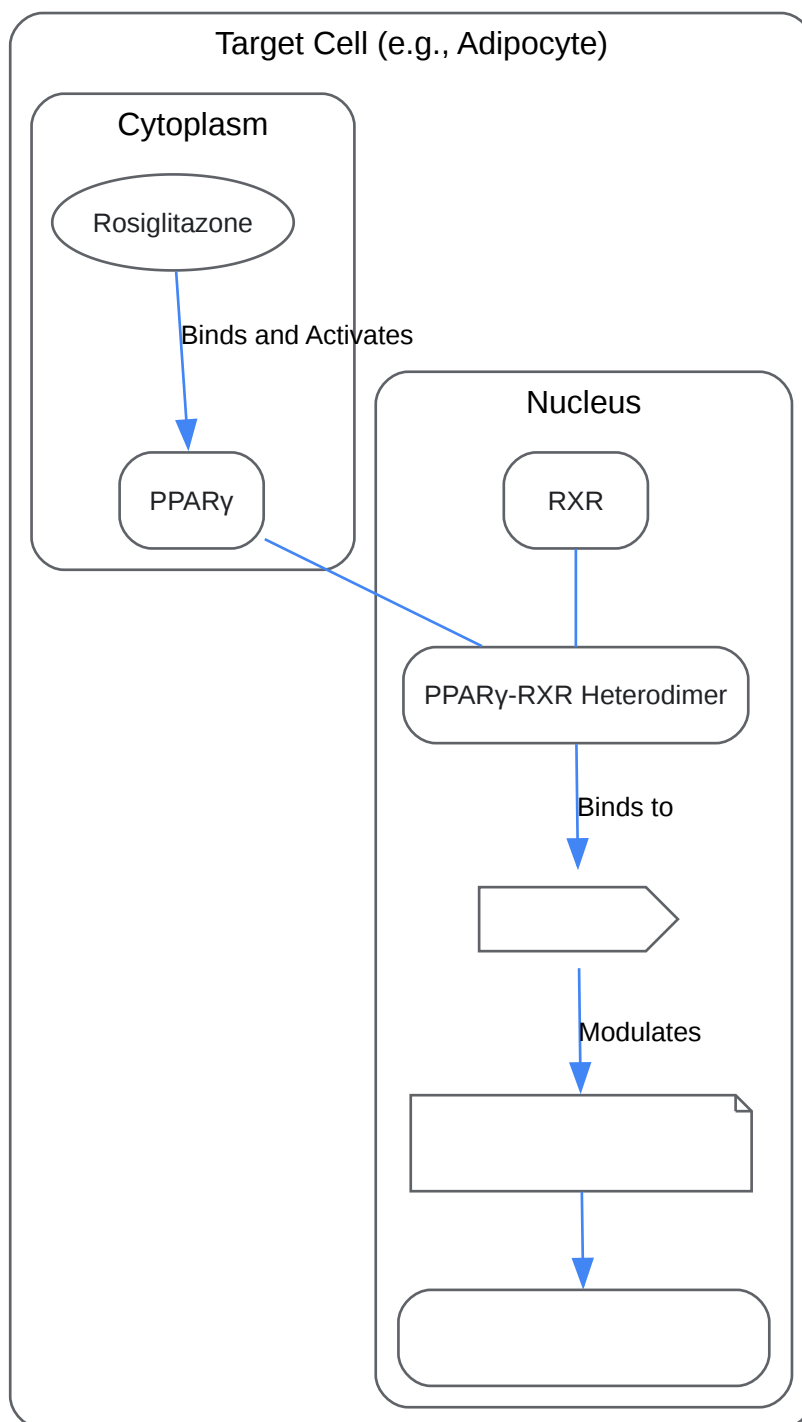 Target Cell (e.g., Adipocyte)
Cytoplasm
Rosiglitazone
Binds and Activates
PPARγ
Nucleus
RXR
PPARγ-RXR Heterodimer
Binds to
Modulates